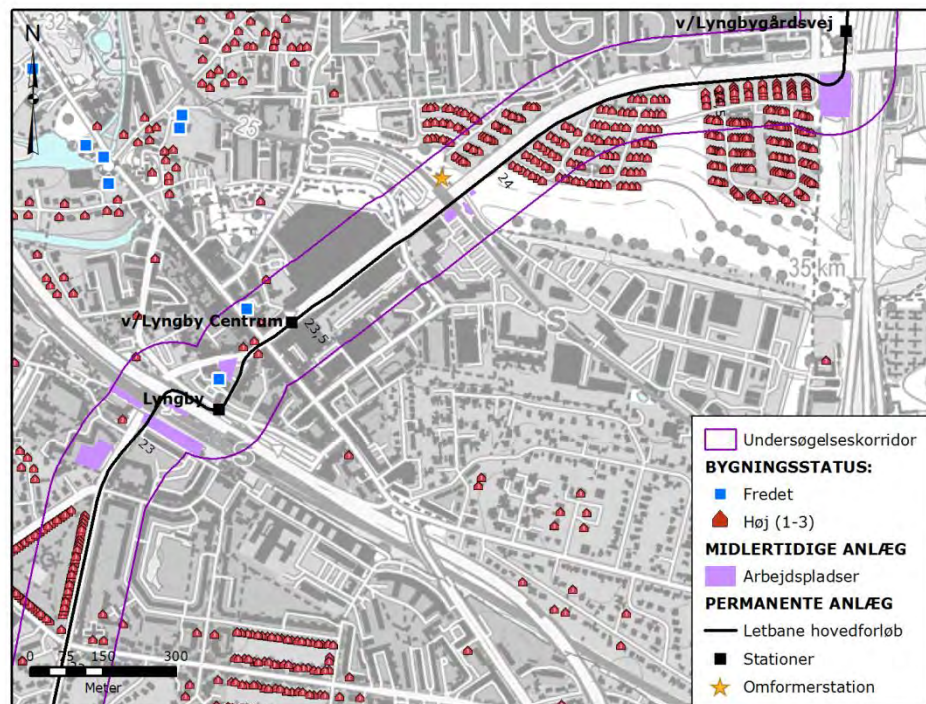 LYNGBY
v/Lyngbygårdsvej
N
32
25
S
24
35 km
v/Lyngby Centrum
23,5
S
Lyngby
23
S
S
Undersøgelseskorridor
BYGNINGSSTATUS:
Fredet
Høj (1-3)
MIDLERTIDIGE ANLÆG
Arbejdspladser
PERMANENTE ANLÆG
Letbane hovedforløb
Stationer
Omformerstation
0 75 150 300
Meter